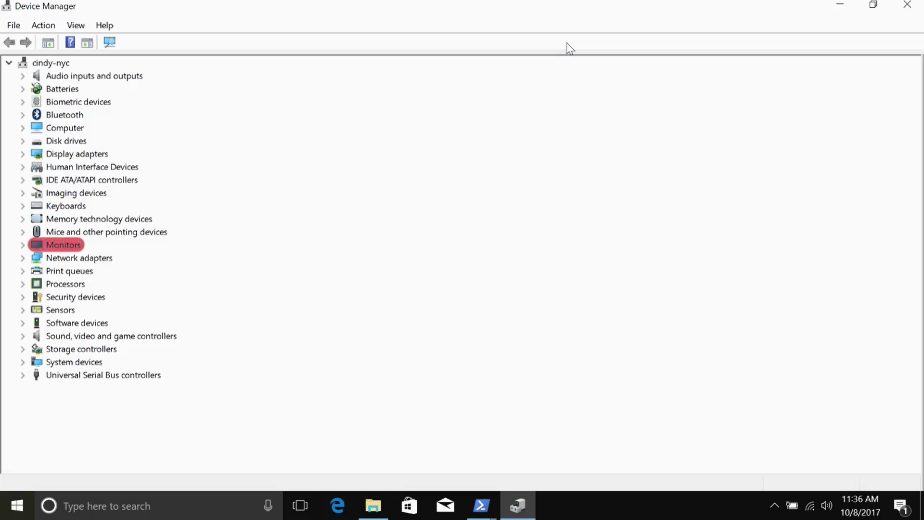 Device Manager
File Action View Help
cindy-nyc
Audio inputs and outputs
Batteries
Biometric devices
Bluetooth
Computer
Disk drives
Display adapters
Human Interface Devices
IDE ATA/ATAPI controllers
Imaging devices
Keyboards
Memory technology devices
Mice and other pointing devices
Monitors
Network adapters
Print queues
Processors
Security devices
Sensors
Software devices
Sound, video and game controllers
Storage controllers
System devices
Universal Serial Bus controllers
Type here to search
11:36 AM
10/8/2017
1